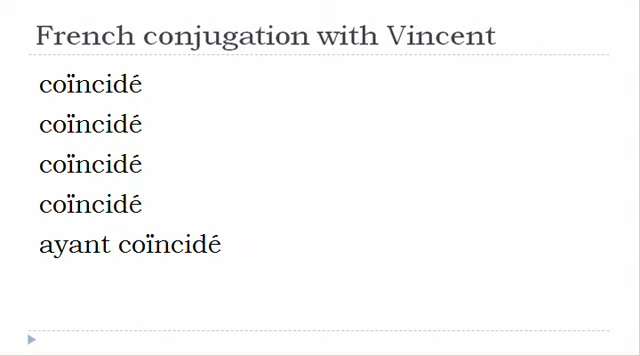 French conjugation with Vincent
coïncidé
coïncidé
coïncidé
coïncidé
ayant coïncidé